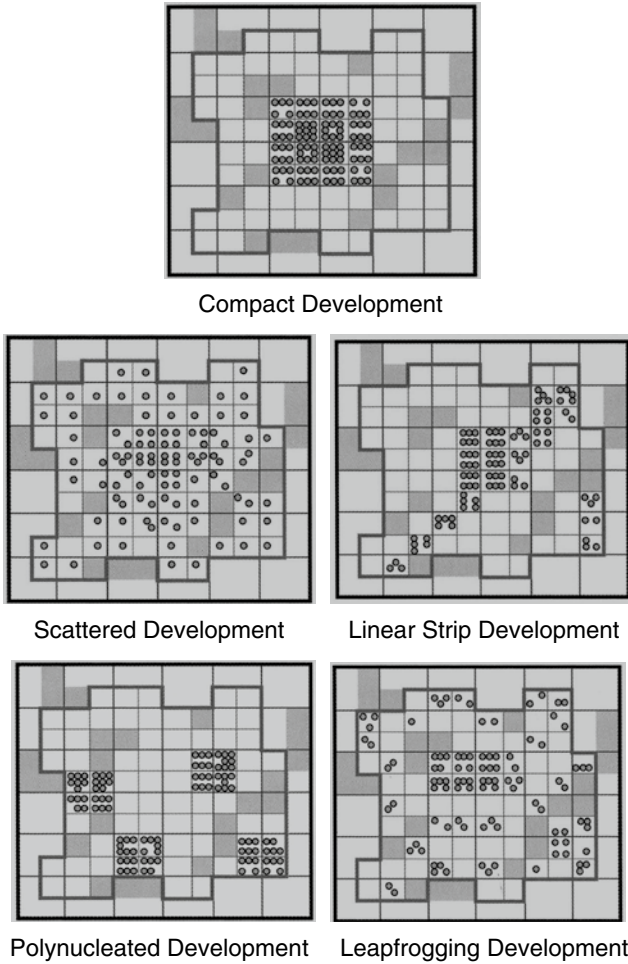 Compact Development
Scattered Development
Linear Strip Development
Polynucleated Development
Leapfrogging Development